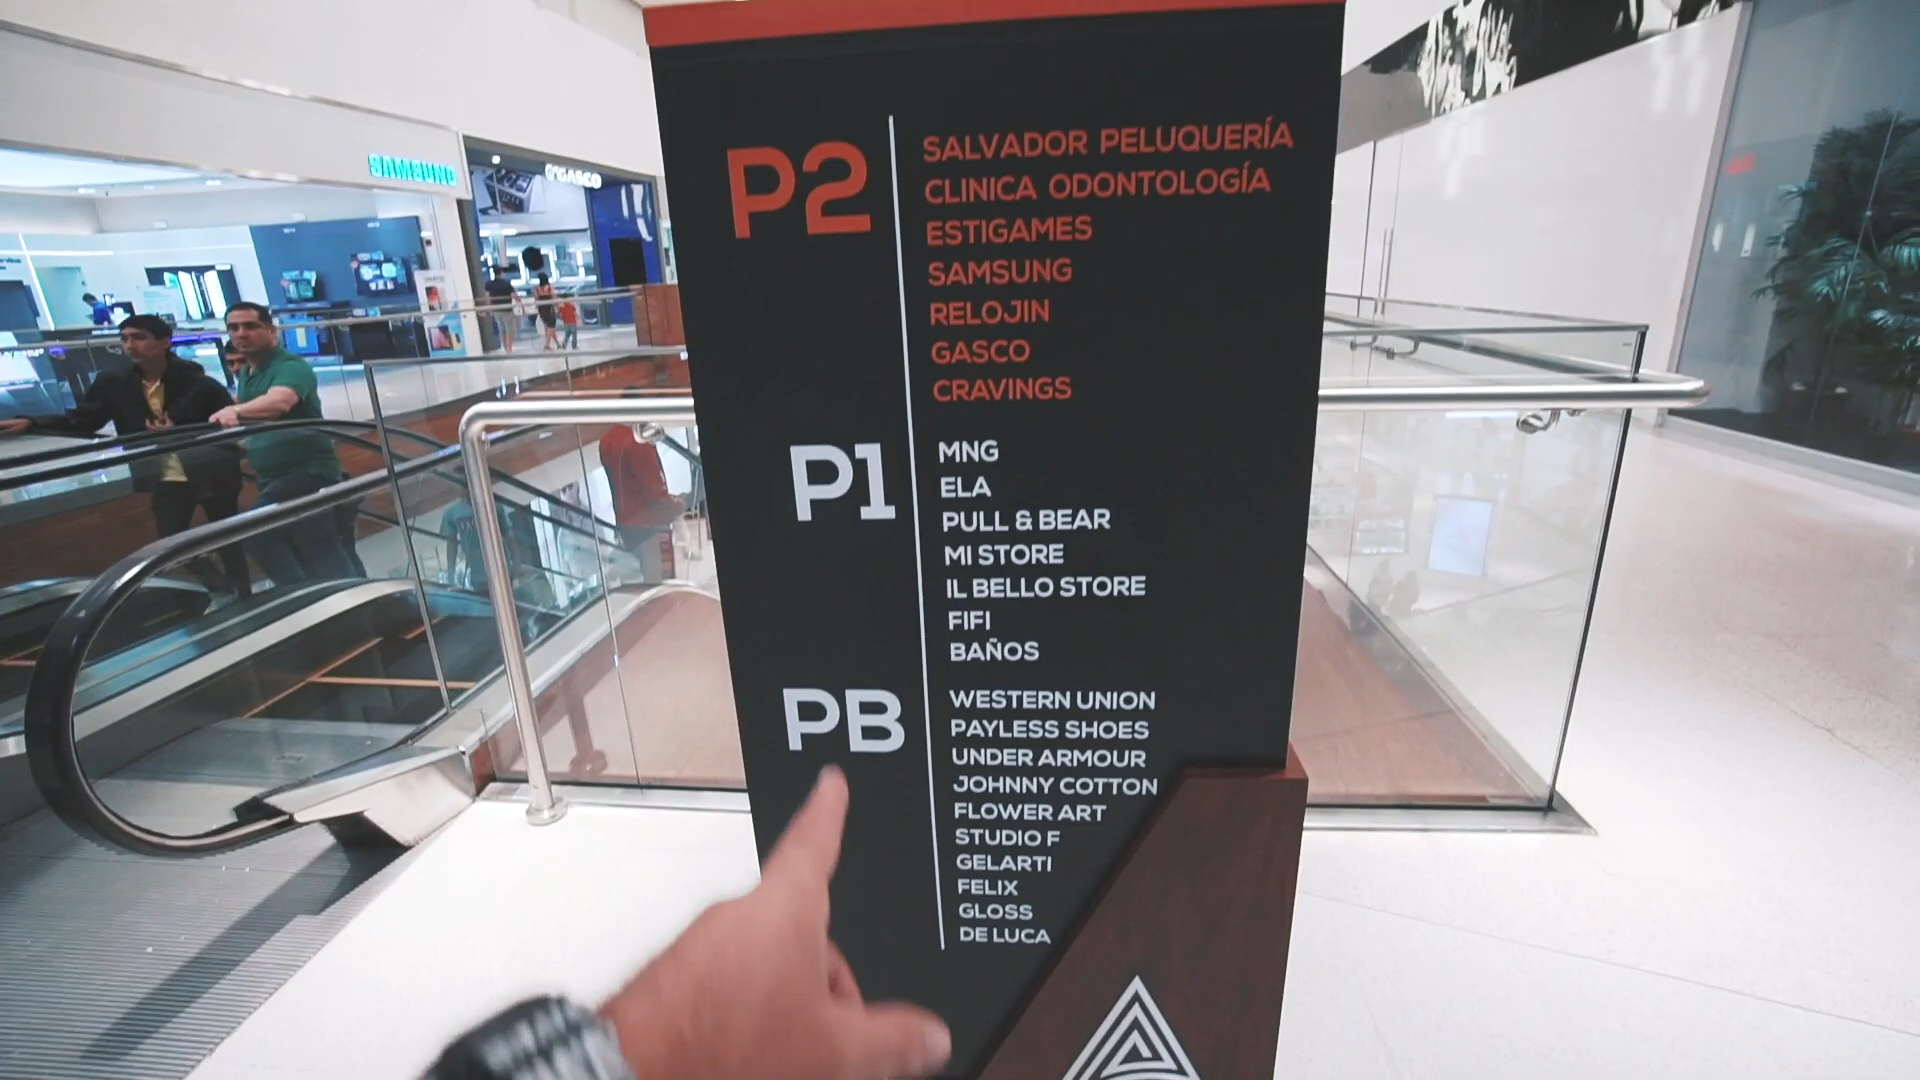 SAMSUNG
GASCO
P2
SALVADOR PELUQUERÍA
CLINICA ODONTOLOGÍA
ESTIGAMES
SAMSUNG
RELOJIN
GASCO
CRAVINGS
P1
MNG
ELA
PULL & BEAR
MI STORE
IL BELLO STORE
FIFI
BAÑOS
PB
WESTERN UNION
PAYLESS SHOES
UNDER ARMOUR
JOHNNY COTTON
FLOWER ART
STUDIO F
GELARTI
FELIX
GLOSS
DE LUCA